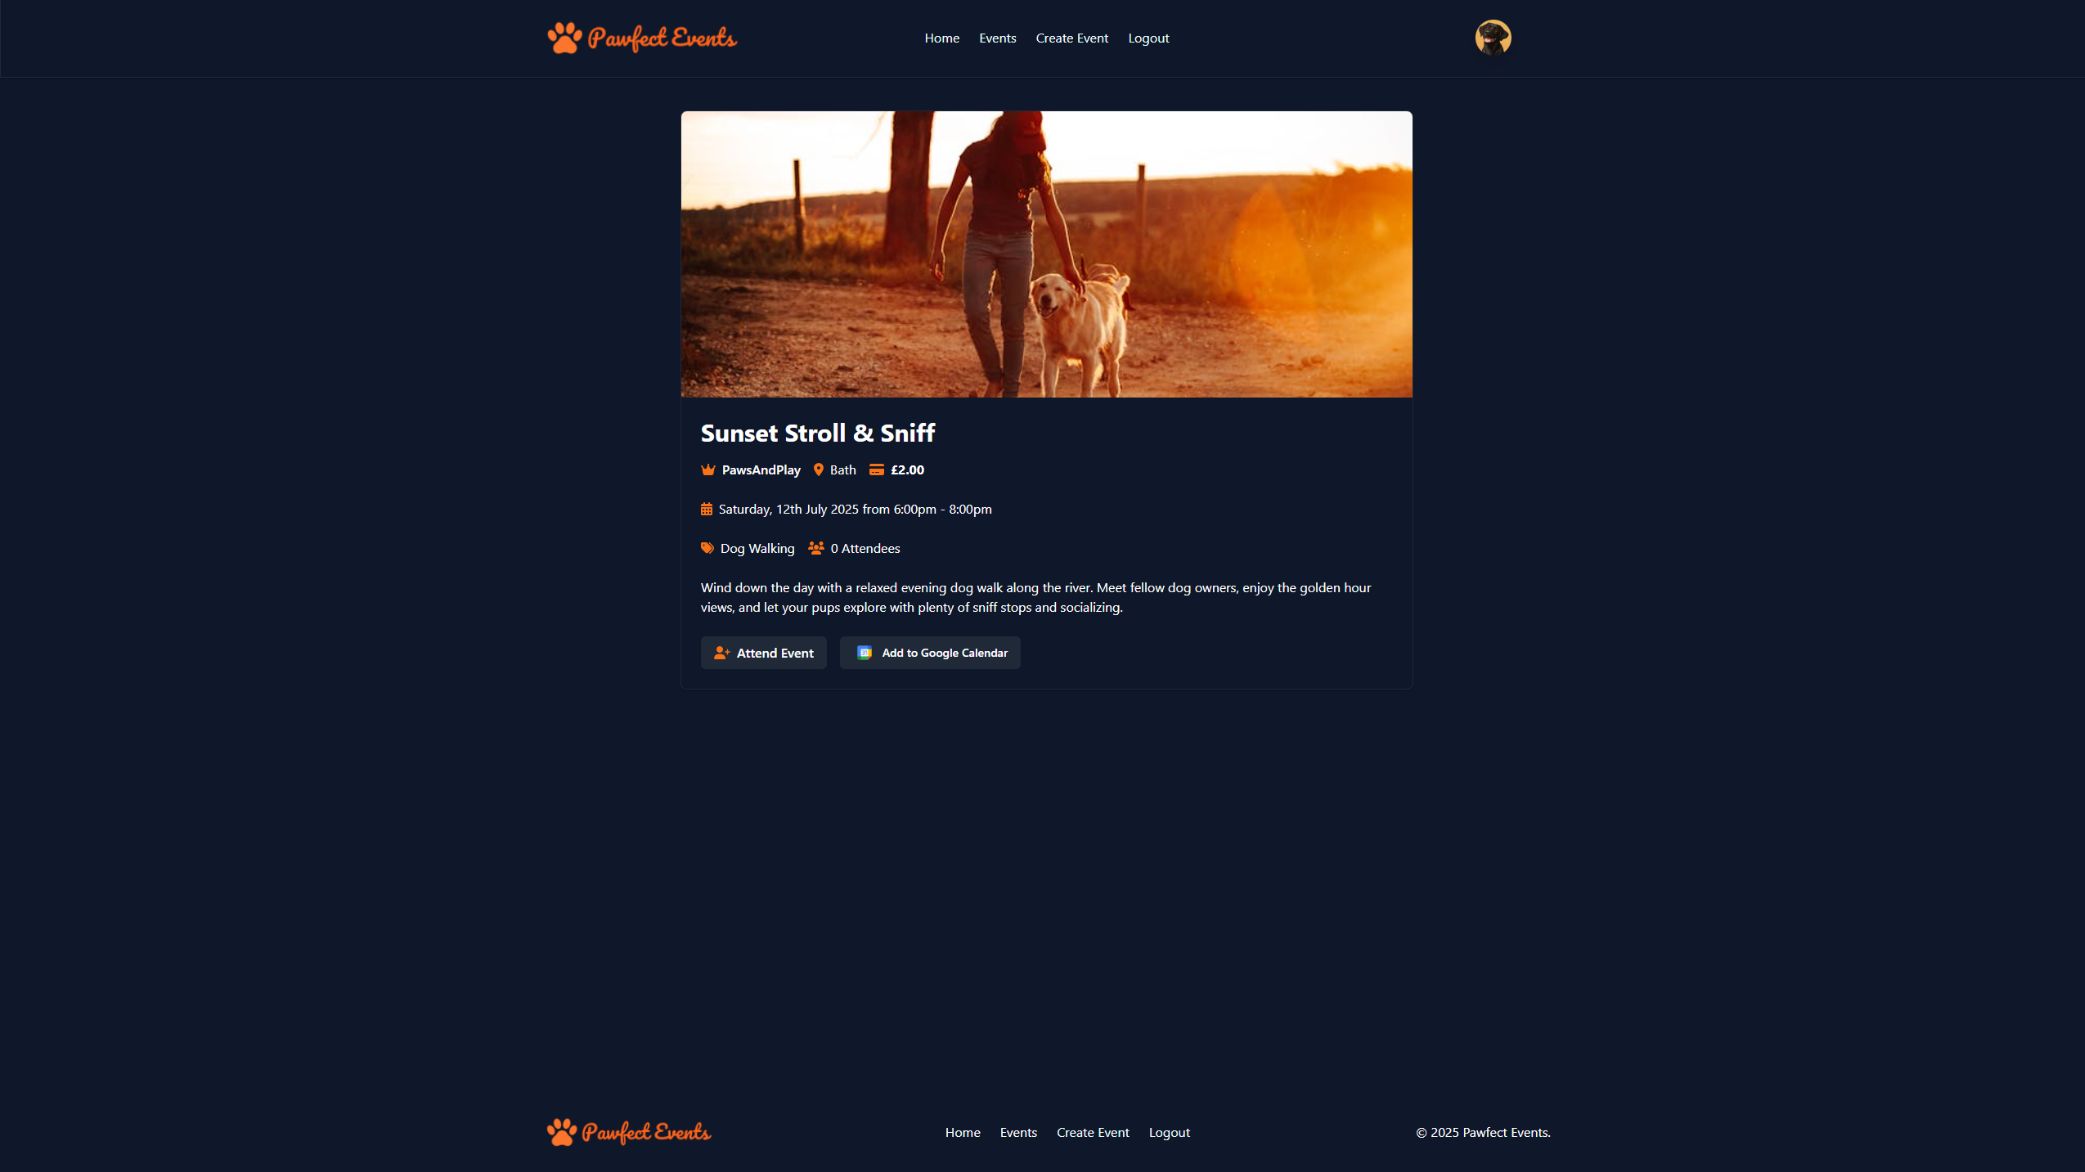 Pawfect Events
Home Events Create Event Logout
Sunset Stroll & Sniff
PawsAndPlay Bath £2.00
Saturday, 12th July 2025 from 6:00pm - 8:00pm
Dog Walking 0 Attendees
Wind down the day with a relaxed evening dog walk along the river. Meet fellow dog owners, enjoy the golden hour
views, and let your pups explore with plenty of sniff stops and socializing.
Attend Event Add to Google Calendar
Pawfect Events
Home Events Create Event Logout
© 2025 Pawfect Events.